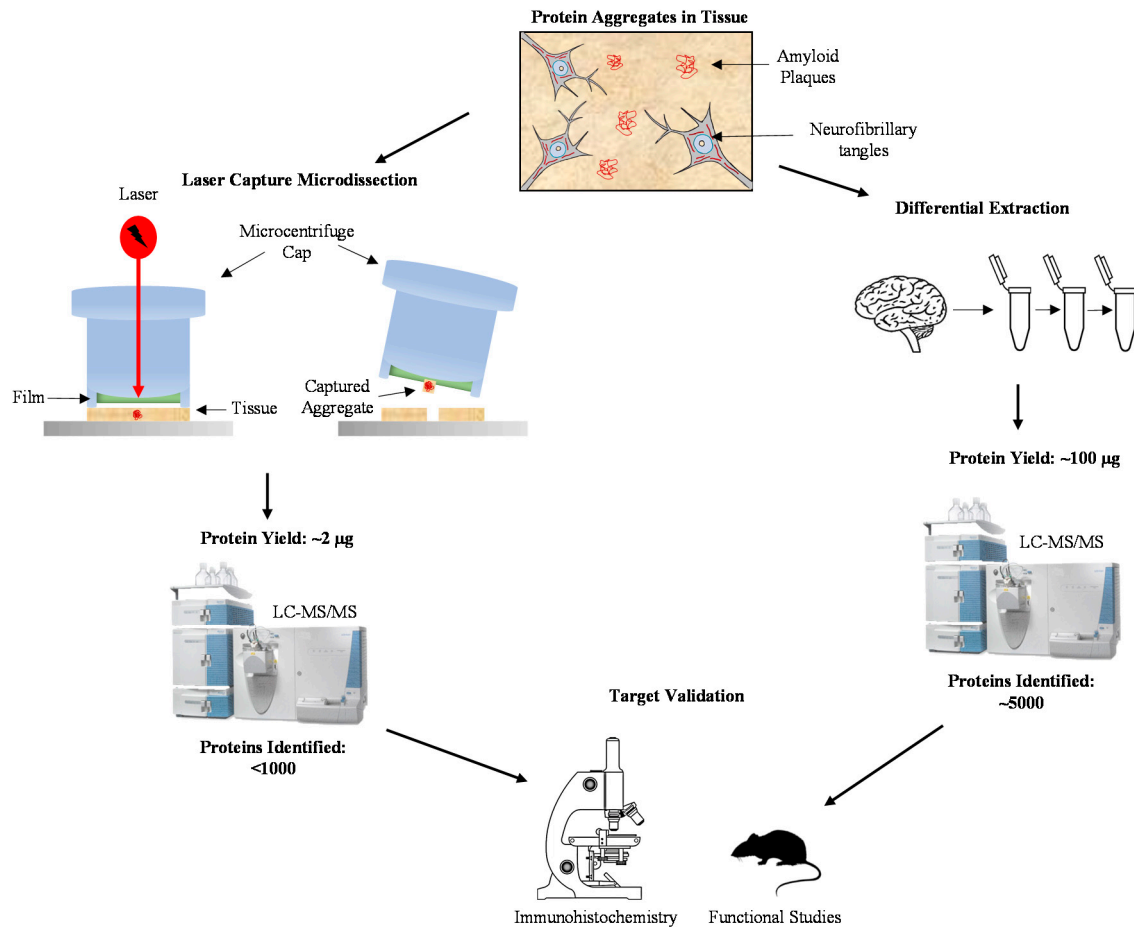 Protein Aggregates in Tissue
Amyloid
Plaques
Neurofibrillary
tangles
Laser Capture Microdissection
Laser
Microcentrifuge
Cap
Film
Tissue
Captured
Aggregate
Protein Yield: ~2 µg
LC-MS/MS
Proteins Identified:
<1000
Differential Extraction
Protein Yield: ~100 µg
LC-MS/MS
Proteins Identified:
~5000
Target Validation
Immunohistochemistry
Functional Studies